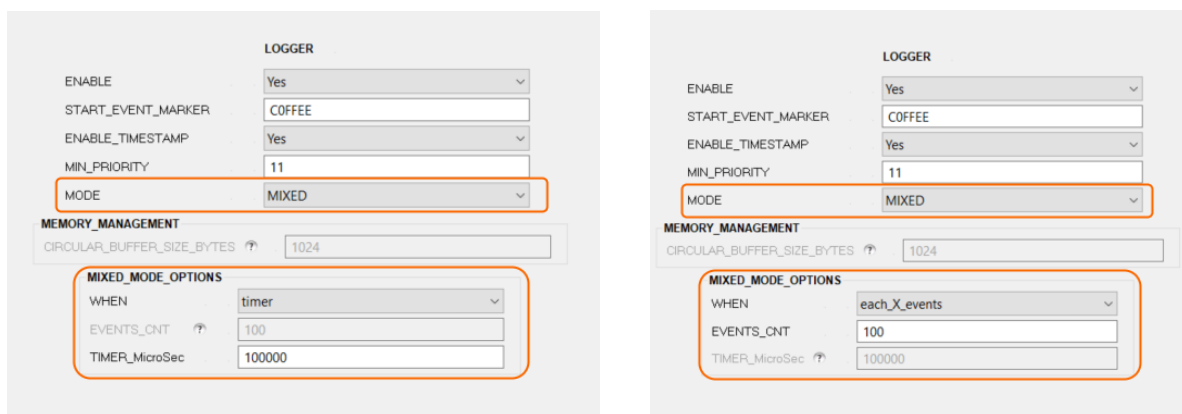 LOGGER
ENABLE Yes
START_EVENT_MARKER C0FFEE
ENABLE_TIMESTAMP Yes
MIN_PRIORITY 11
MODE MIXED
MEMORY_MANAGEMENT
CIRCULAR_BUFFER_SIZE_BYTES ? 1024
MIXED_MODE_OPTIONS
WHEN timer
EVENTS_CNT ? 100
TIMER_MicroSec 100000
LOGGER
ENABLE Yes
START_EVENT_MARKER C0FFEE
ENABLE_TIMESTAMP Yes
MIN_PRIORITY 11
MODE MIXED
MEMORY_MANAGEMENT
CIRCULAR_BUFFER_SIZE_BYTES ? 1024
MIXED_MODE_OPTIONS
WHEN each_X_events
EVENTS_CNT 100
TIMER_MicroSec ? 100000